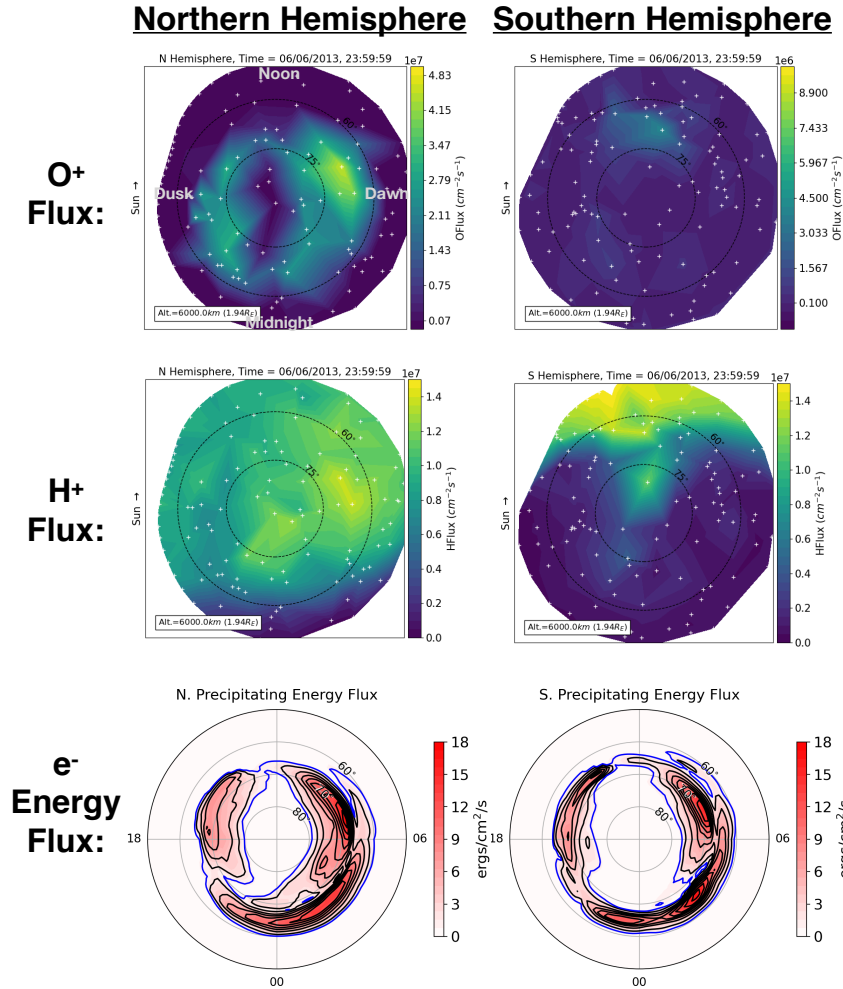 Northern Hemisphere
Southern Hemisphere
N Hemisphere, Time = 06/06/2013, 23:59:59
1e7
S Hemisphere, Time = 06/06/2013, 23:59:59
1e6
O+
Flux:
Noon
Dusk
Dawn
Midnight
60°
75°
Sun →
Alt.=6000.0km (1.94RE)
4.83
4.15
3.47
2.79
2.11
1.43
0.75
0.07
OFlux (cm−2s−1)
60°
75°
Sun →
Alt.=6000.0km (1.94RE)
8.900
7.433
5.967
4.500
3.033
1.567
0.100
OFlux (cm−2s−1)
N Hemisphere, Time = 06/06/2013, 23:59:59
1e7
S Hemisphere, Time = 06/06/2013, 23:59:59
1e7
H+
Flux:
60°
75°
Sun →
Alt.=6000.0km (1.94RE)
1.4
1.2
1.0
0.8
0.6
0.4
0.2
0.0
HFlux (cm−2s−1)
60°
75°
Sun →
Alt.=6000.0km (1.94RE)
1.4
1.2
1.0
0.8
0.6
0.4
0.2
0.0
HFlux (cm−2s−1)
N. Precipitating Energy Flux
S. Precipitating Energy Flux
e-
Energy
Flux:
18
06
00
60°
70°
80°
18
15
12
9
6
3
0
ergs/cm2/s
18
06
00
60°
70°
80°
18
15
12
9
6
3
0
ergs/cm2/s